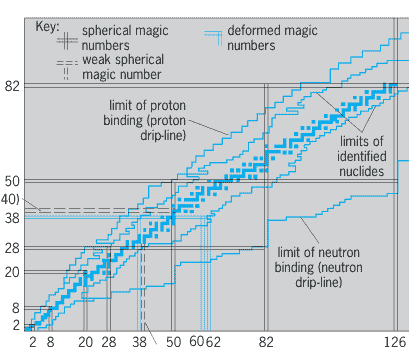 Key:
spherical magic
numbers
weak spherical
magic number
deformed magic
numbers
82
limit of proton
binding (proton
drip-line)
limits of
identified
nuclides
50
40)
38
28
limit of neutron
binding (neutron
drip-line)
20
8
2
2 8 20 28 38 50 60 62 82 126